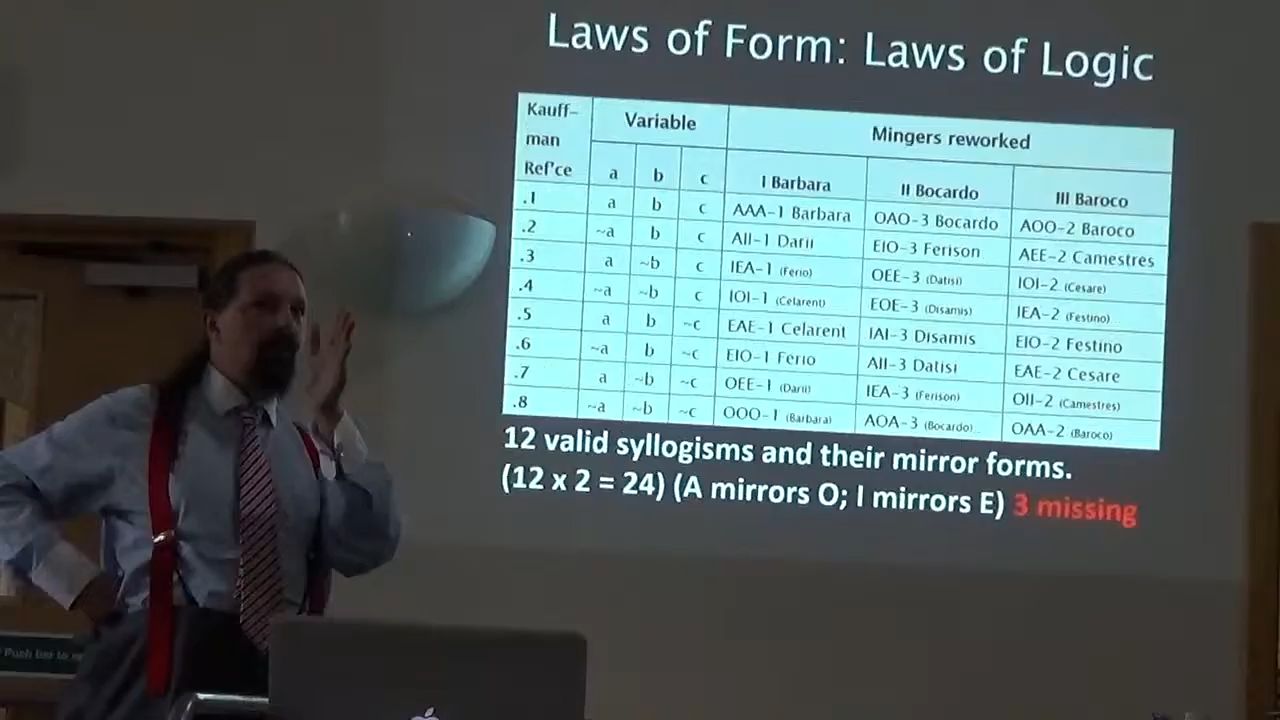 Laws of Form: Laws of Logic
Kauff-
man
Ref'ce
Variable
Mingers reworked
a b c I Barbara II Bocardo III Baroco
.1 a b c AAA-1 Barbara OAO-3 Bocardo AOO-2 Baroco
.2 ~a b c AII-1 Darii EIO-3 Ferison AEE-2 Camestres
.3 a ~b c IEA-1 (Ferio) OEE-3 (Datisi) IOI-2 (Cesare)
.4 ~a ~b c IOI-1 (Celarent) EOE-3 (Disamis) IEA-2 (Festino)
.5 a b ~c EAE-1 Celarent IAI-3 Disamis EIO-2 Festino
.6 ~a b ~c EIO-1 Ferio AII-3 Datisi EAE-2 Cesare
.7 a ~b ~c OEE-1 (Darii) IEA-3 (Ferison) OII-2 (Camestres)
.8 ~a ~b ~c OOO-1 (Barbara) AOA-3 (Bocardo) OAA-2 (Baroco)
12 valid syllogisms and their mirror forms.
(12 x 2 = 24) (A mirrors O; I mirrors E) 3 missing
Push bar to